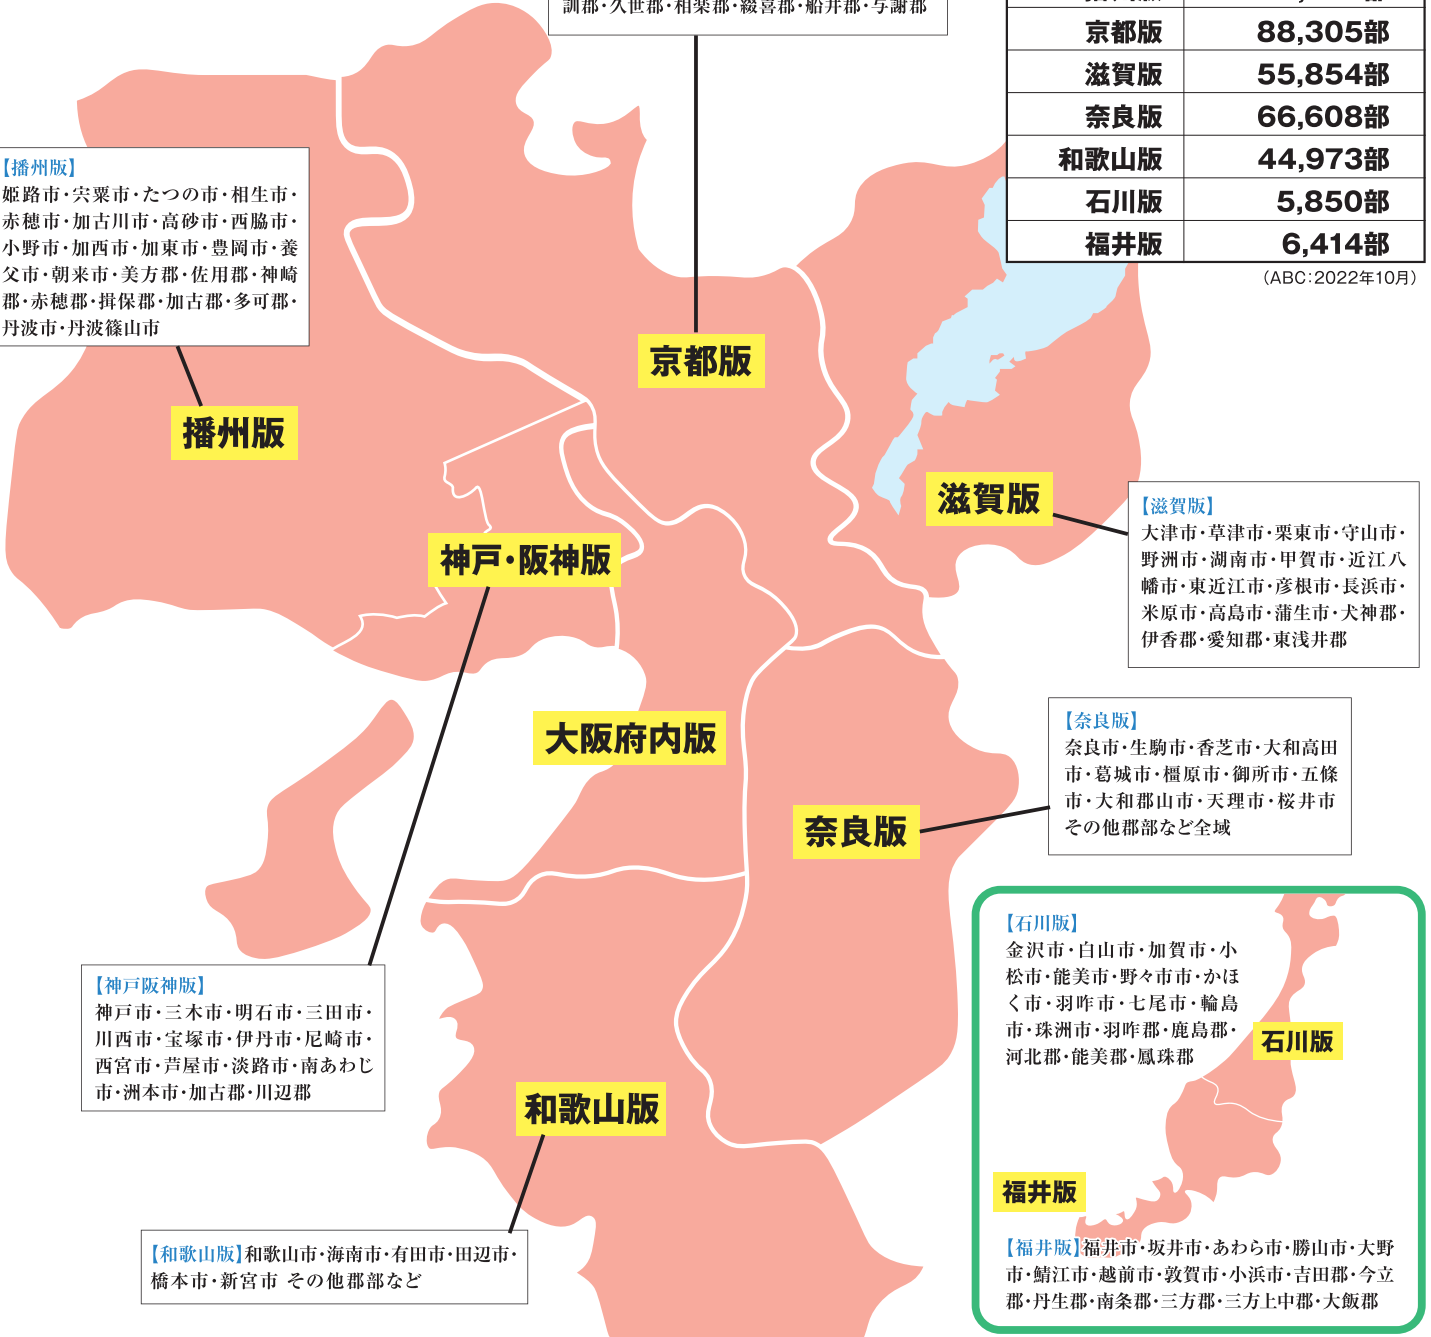 訓郡・久世郡・相楽郡・綴喜郡・船井郡・与謝郡
京都版 88,305部
滋賀版 55,854部
奈良版 66,608部
和歌山版 44,973部
石川版 5,850部
福井版 6,414部
（ABC：2022年10月）
【播州版】
姫路市・宍粟市・たつの市・相生市・
赤穂市・加古川市・高砂市・西脇市・
小野市・加西市・加東市・豊岡市・養
父市・朝来市・美方郡・佐用郡・神崎
郡・赤穂郡・揖保郡・加古郡・多可郡・
丹波市・丹波篠山市
京都版
播州版
滋賀版
【滋賀版】
大津市・草津市・栗東市・守山市・
野洲市・湖南市・甲賀市・近江八
幡市・東近江市・彦根市・長浜市・
米原市・高島市・蒲生市・犬神郡・
伊香郡・愛知郡・東浅井郡
神戸・阪神版
大阪府内版
【奈良版】
奈良市・生駒市・香芝市・大和高田
市・葛城市・橿原市・御所市・五條
市・大和郡山市・天理市・桜井市
その他郡部など全域
奈良版
【神戸阪神版】
神戸市・三木市・明石市・三田市・
川西市・宝塚市・伊丹市・尼崎市・
西宮市・芦屋市・淡路市・南あわじ
市・洲本市・加古郡・川辺郡
【石川版】
金沢市・白山市・加賀市・小
松市・能美市・野々市市・かほ
く市・羽咋市・七尾市・輪島
市・珠洲市・羽咋郡・鹿島郡・
河北郡・能美郡・鳳珠郡
石川版
和歌山版
福井版
【和歌山版】和歌山市・海南市・有田市・田辺市・
橋本市・新宮市 その他郡部など
【福井版】福井市・坂井市・あわら市・勝山市・大野
市・鯖江市・越前市・敦賀市・小浜市・吉田郡・今立
郡・丹生郡・南条郡・三方郡・三方上中郡・大飯郡